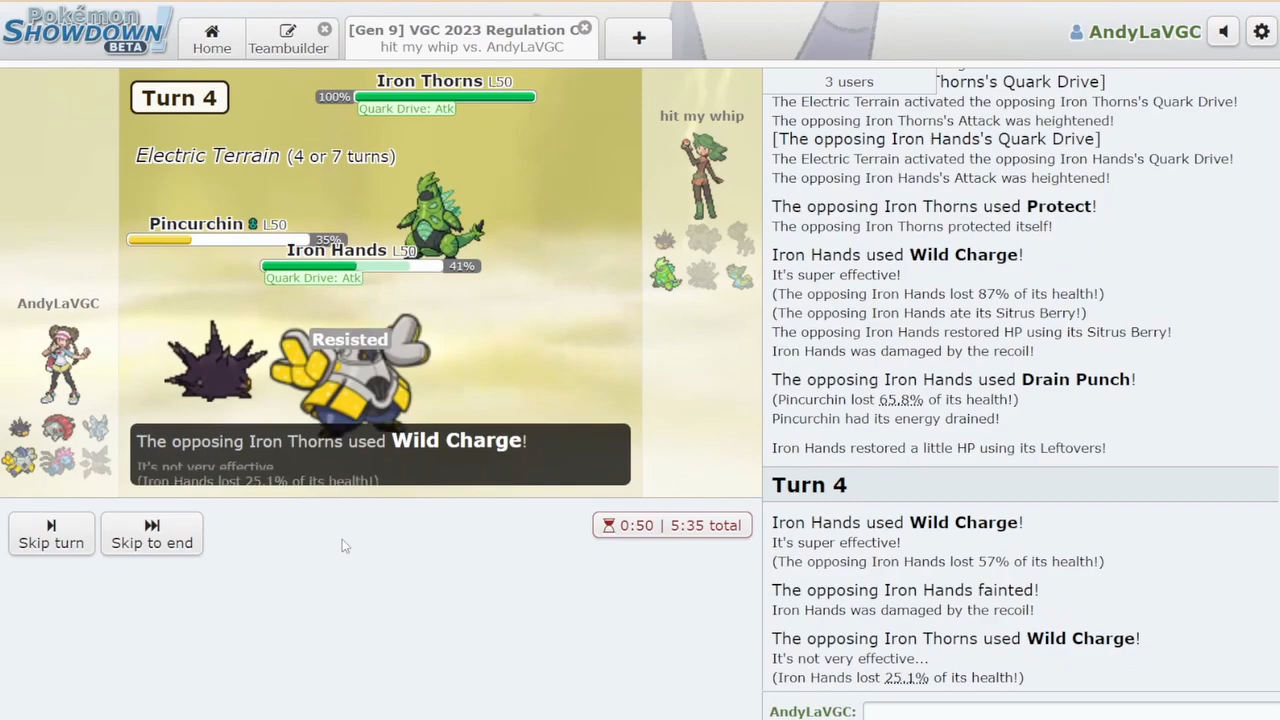 Pokémon
SHOWDOWN!
BETA
Home
Teambuilder
[Gen 9] VGC 2023 Regulation C
hit my whip vs. AndyLaVGC
+
AndyLaVGC
Turn 4
Iron Thorns L50
100%
Quark Drive: Atk
Electric Terrain (4 or 7 turns)
Pincurchin L50
35%
Iron Hands L50
41%
Quark Drive: Atk
hit my whip
AndyLaVGC
Resisted
The opposing Iron Thorns used Wild Charge!
It's not very effective
(Iron Hands lost 25.1% of its health!)
Skip turn
Skip to end
0:50 | 5:35 total
3 users
Thorns's Quark Drive]
The Electric Terrain activated the opposing Iron Thorns's Quark Drive!
The opposing Iron Thorns's Attack was heightened!
[The opposing Iron Hands's Quark Drive]
The Electric Terrain activated the opposing Iron Hands's Quark Drive!
The opposing Iron Hands's Attack was heightened!
The opposing Iron Thorns used Protect!
The opposing Iron Thorns protected itself!
Iron Hands used Wild Charge!
It's super effective!
(The opposing Iron Hands lost 87% of its health!)
(The opposing Iron Hands ate its Sitrus Berry!)
The opposing Iron Hands restored HP using its Sitrus Berry!
Iron Hands was damaged by the recoil!
The opposing Iron Hands used Drain Punch!
(Pincurchin lost 65.8% of its health!)
Pincurchin had its energy drained!
Iron Hands restored a little HP using its Leftovers!
Turn 4
Iron Hands used Wild Charge!
It's super effective!
(The opposing Iron Hands lost 57% of its health!)
The opposing Iron Hands fainted!
Iron Hands was damaged by the recoil!
The opposing Iron Thorns used Wild Charge!
It's not very effective...
(Iron Hands lost 25.1% of its health!)
AndyLaVGC: